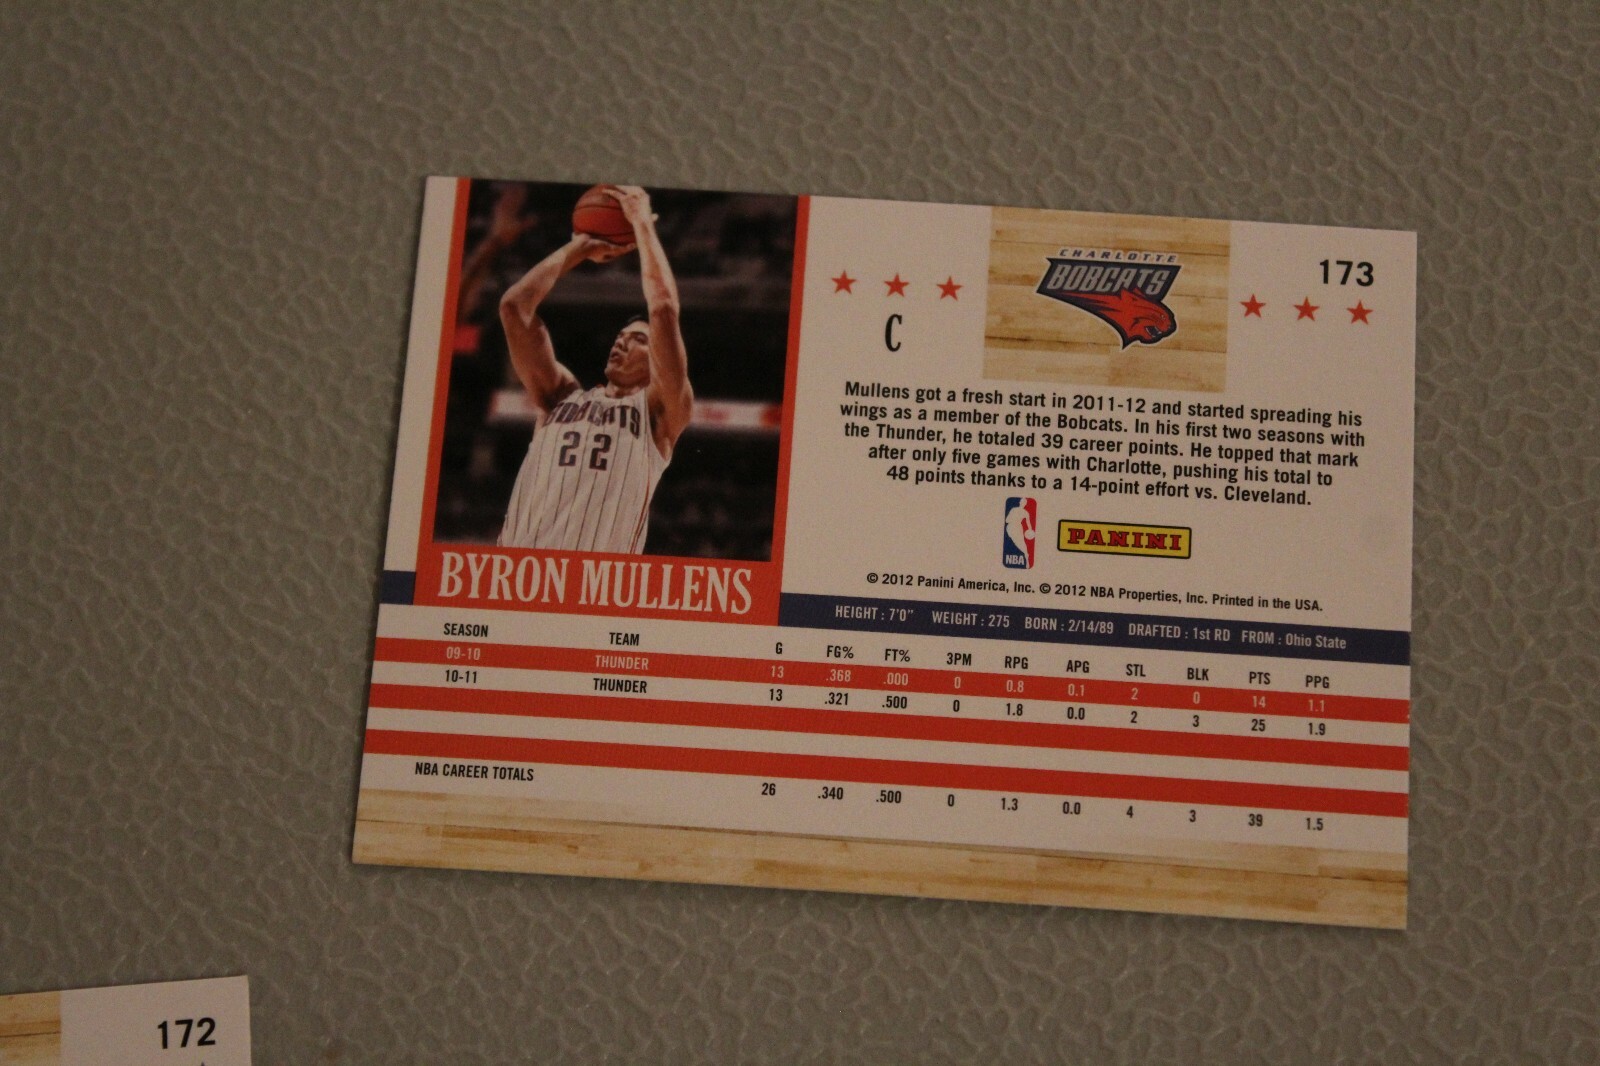 CHARLOTTE
BOBCATS
173
C
BOBCATS
22
Mullens got a fresh start in 2011-12 and started spreading his
wings as a member of the Bobcats. In his first two seasons with
the Thunder, he totaled 39 career points. He topped that mark
after only five games with Charlotte, pushing his total to
48 points thanks to a 14-point effort vs. Cleveland.
NBA
PANINI
© 2012 Panini America, Inc. © 2012 NBA Properties, Inc. Printed in the USA.
BYRON MULLENS
HEIGHT : 7'0" WEIGHT : 275 BORN : 2/14/89 DRAFTED : 1st RD FROM : Ohio State
SEASON TEAM G FG% FT% 3PM RPG APG STL BLK PTS PPG
09-10 THUNDER 13 .368 .000 0 0.8 0.1 2 0 14 1.1
10-11 THUNDER 13 .321 .500 0 1.8 0.0 2 3 25 1.9
NBA CAREER TOTALS 26 .340 .500 0 1.3 0.0 4 3 39 1.5
172